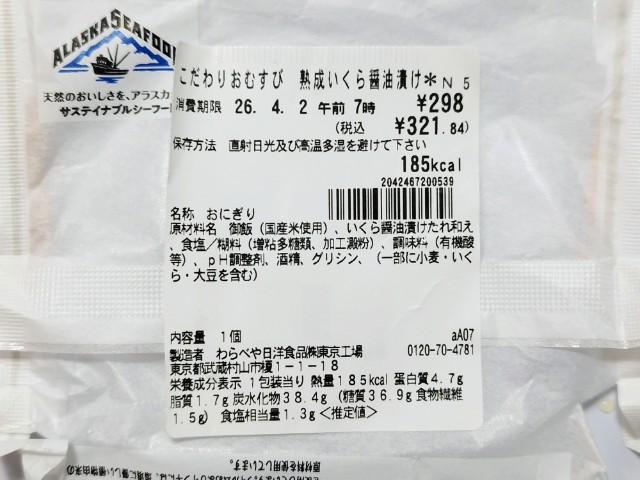 ALASKA SEAFOOD
天然のおいしさを、アラスカ
サステイナブルシーフー
こだわりおむすび 熟成いくら醤油漬け＊N 5
消費期限 26. 4. 2 午前 7時 ¥298
(税込 ¥321.84)
保存方法 直射日光及び高温多湿を避けて下さい
185kcal
2042467200539
名称 おにぎり
原材料名 御飯（国産米使用）、いくら醤油漬けたれ和え
、食塩／糊料（増粘多糖類、加工澱粉）、調味料（有機酸
等）、ｐH調整剤、酒精、グリシン、（一部に小麦・いく
ら・大豆を含む）
内容量 1個 aA07
製造者 わらべや日洋食品㈱東京工場 0120-70-4781
東京都武蔵村山市榎1－1－18
栄養成分表示 1包装当り 熱量185kcal 蛋白質4.7g
脂質1.7g 炭水化物38.4g （糖質36.9g 食物繊維
1.5g） 食塩相当量1.3g＜推定値＞
原材料を使用しています。